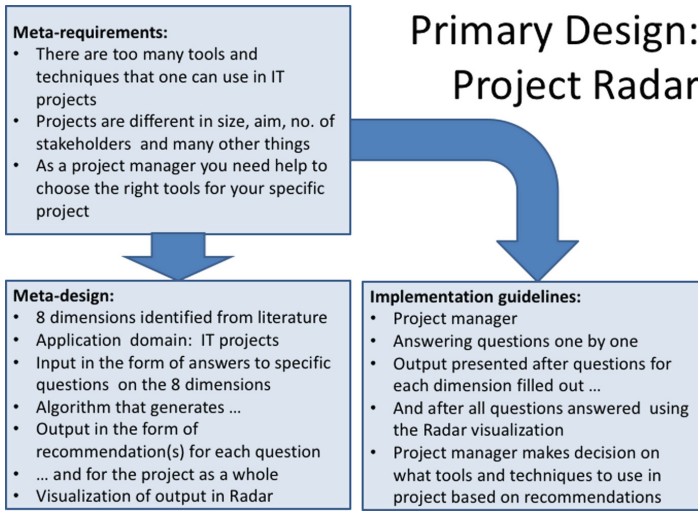 Primary Design:
Project Radar
Meta-requirements:
• There are too many tools and
techniques that one can use in IT
projects
• Projects are different in size, aim, no. of
stakeholders and many other things
• As a project manager you need help to
choose the right tools for your specific
project
Meta-design:
• 8 dimensions identified from literature
• Application domain: IT projects
• Input in the form of answers to specific
questions on the 8 dimensions
• Algorithm that generates …
• Output in the form of
recommendation(s) for each question
• … and for the project as a whole
• Visualization of output in Radar
Implementation guidelines:
• Project manager
• Answering questions one by one
• Output presented after questions for
each dimension filled out …
• And after all questions answered using
the Radar visualization
• Project manager makes decision on
what tools and techniques to use in
project based on recommendations